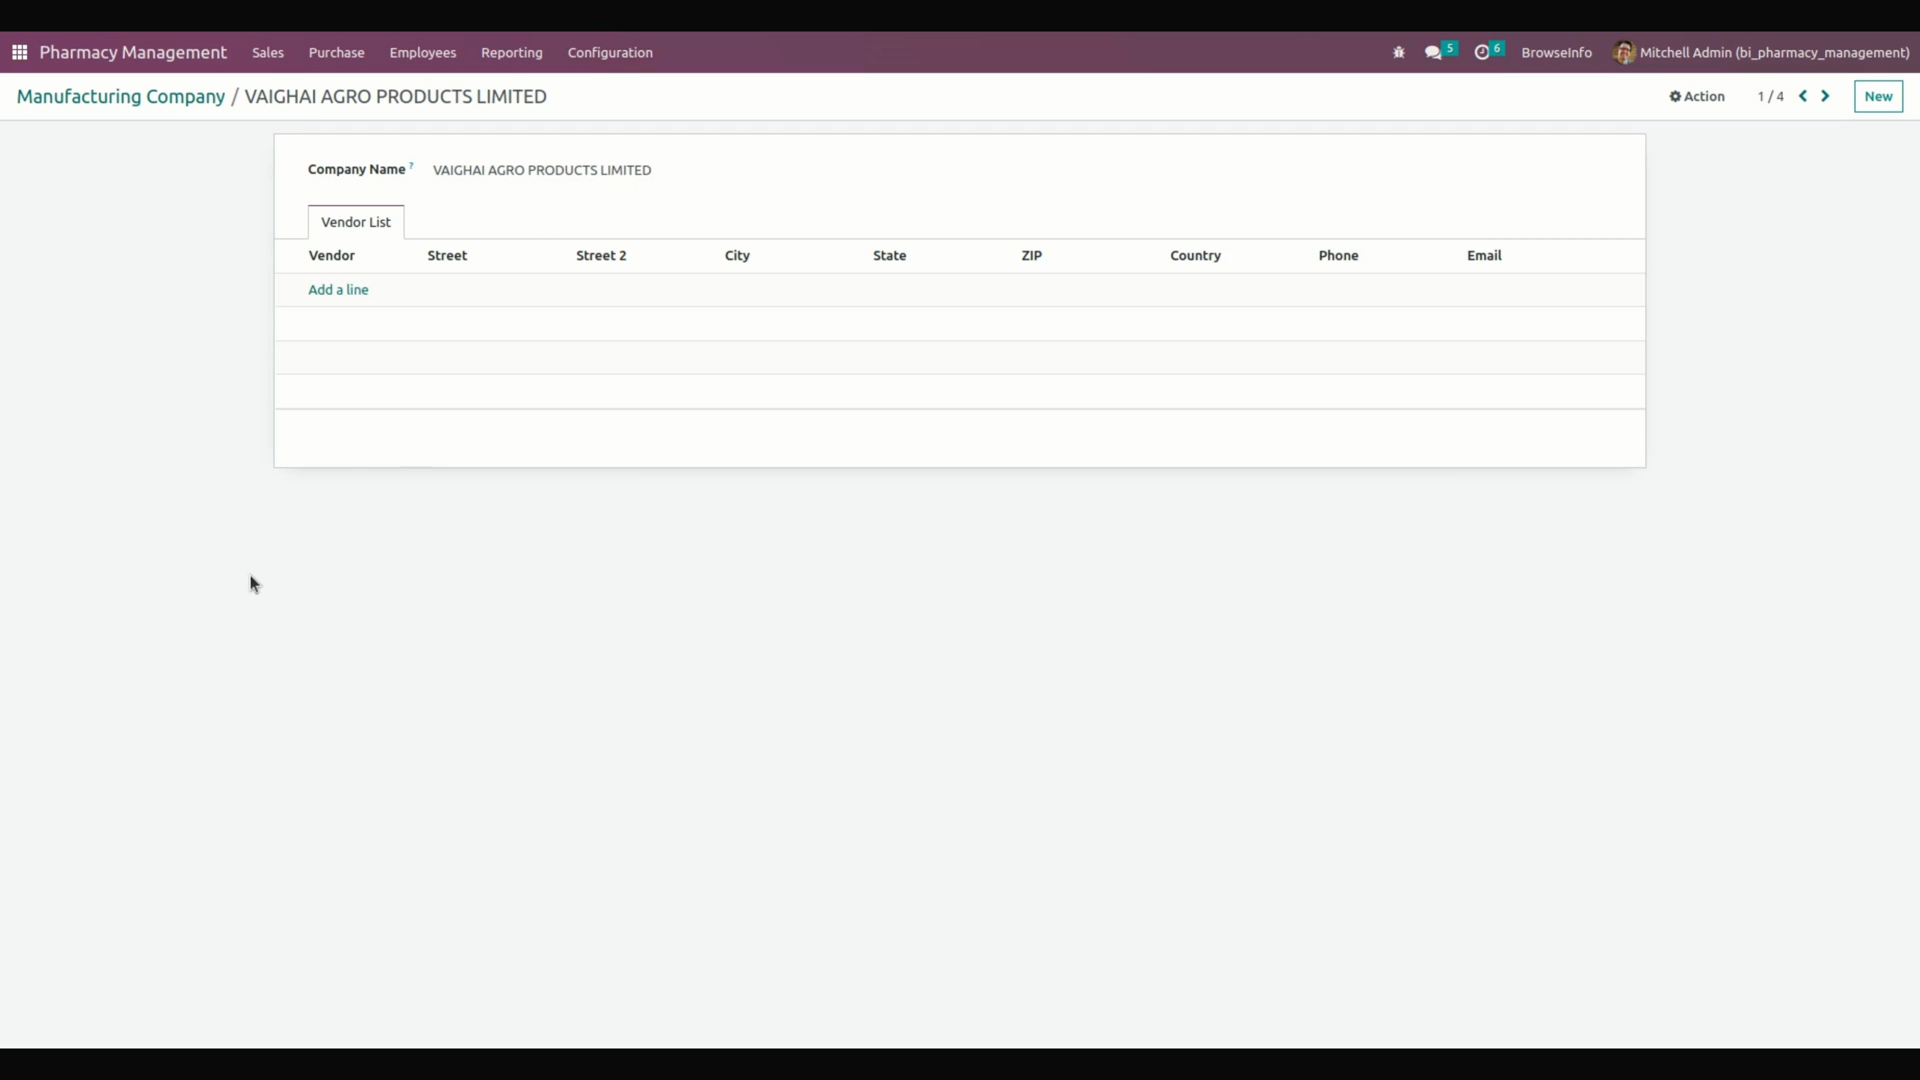 Pharmacy Management Sales Purchase Employees Reporting Configuration 5 6 BrowseInfo Mitchell Admin (bi_pharmacy_management)
Manufacturing Company / VAIGHAI AGRO PRODUCTS LIMITED Action 1 / 4 New
Company Name ? VAIGHAI AGRO PRODUCTS LIMITED
Vendor List
Vendor Street Street 2 City State ZIP Country Phone Email
Add a line